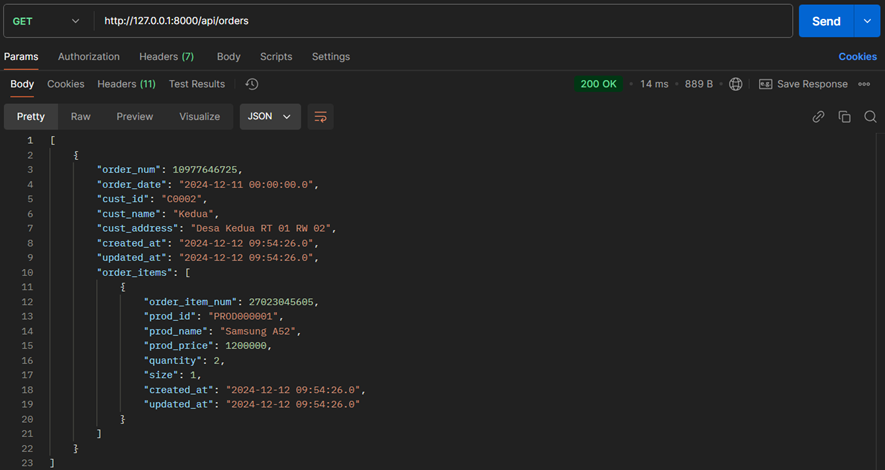 GET http://127.0.0.1:8000/api/orders Send
Params Authorization Headers (7) Body Scripts Settings Cookies
Body Cookies Headers (11) Test Results 200 OK • 14 ms • 889 B • e.g. Save Response
Pretty Raw Preview Visualize JSON
1 [
2 {
3 "order_num": 10977646725,
4 "order_date": "2024-12-11 00:00:00.0",
5 "cust_id": "C0002",
6 "cust_name": "Kedua",
7 "cust_address": "Desa Kedua RT 01 RW 02",
8 "created_at": "2024-12-12 09:54:26.0",
9 "updated_at": "2024-12-12 09:54:26.0",
10 "order_items": [
11 {
12 "order_item_num": 27023045605,
13 "prod_id": "PROD000001",
14 "prod_name": "Samsung A52",
15 "prod_price": 1200000,
16 "quantity": 2,
17 "size": 1,
18 "created_at": "2024-12-12 09:54:26.0",
19 "updated_at": "2024-12-12 09:54:26.0"
20 }
21 ]
22 }
23 ]